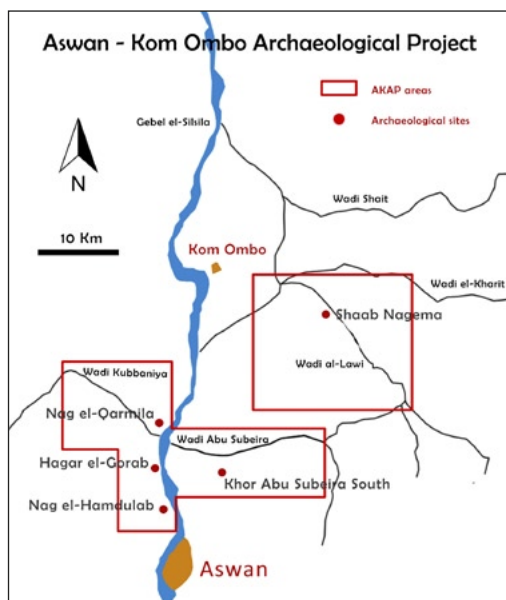 Aswan - Kom Ombo Archaeological Project
AKAP areas
Archaeological sites
Gebel el-Silsila
N
Wadi Shait
10 Km
Kom Ombo
Wadi el-Kharit
Shaab Nagema
Wadi al-Lawi
Wadi Kubbaniya
Nag el-Qarmila
Wadi Abu Subeira
Hagar el-Gorab
Khor Abu Subeira South
Nag el-Hamdulab
Aswan